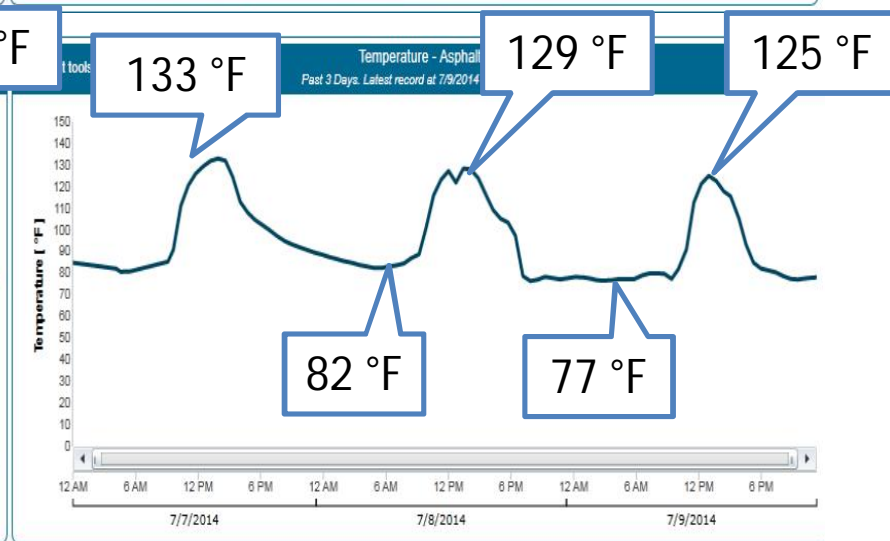 °F
133 °F
129 °F
125 °F
t tools
Temperature - Asphalt
Past 3 Days. Latest record at 7/9/2014
Temperature [ °F ]
150
140
130
120
110
100
90
80
70
60
50
40
30
20
10
0
82 °F
77 °F
12 AM 6 AM 12 PM 6 PM 12 AM 6 AM 12 PM 6 PM 12 AM 6 AM 12 PM 6 PM
7/7/2014 7/8/2014 7/9/2014